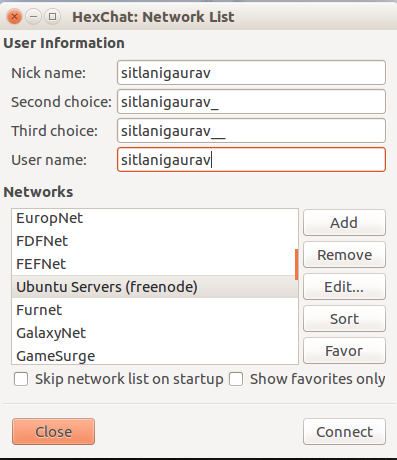 HexChat: Network List
User Information
Nick name: sitlanigaurav
Second choice: sitlanigaurav_
Third choice: sitlanigaurav__
User name: sitlanigaurav
Networks
EuropNet
FDFNet
FEFNet
Ubuntu Servers (freenode)
Furnet
GalaxyNet
GameSurge
Add
Remove
Edit...
Sort
Favor
Skip network list on startup Show favorites only
Close Connect